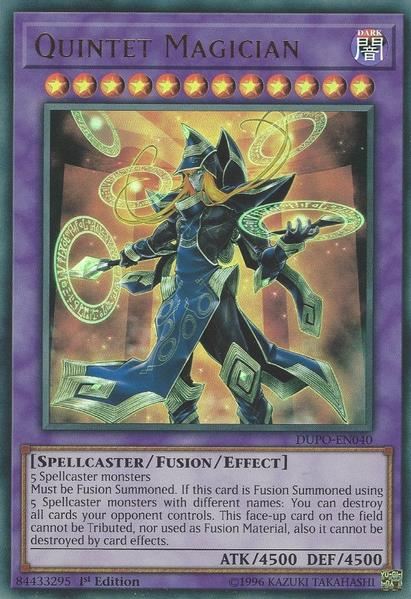 QUINTET MAGICIAN
DARK
闇
DUPO-EN040
[SPELLCASTER/FUSION/EFFECT]
5 Spellcaster monsters
Must be Fusion Summoned. If this card is Fusion Summoned using
5 Spellcaster monsters with different names: You can destroy
all cards your opponent controls. This face-up card on the field
cannot be Tributed, nor used as Fusion Material, also it cannot be
destroyed by card effects.
ATK/4500 DEF/4500
84433295 1st Edition ©1996 KAZUKI TAKAHASHI